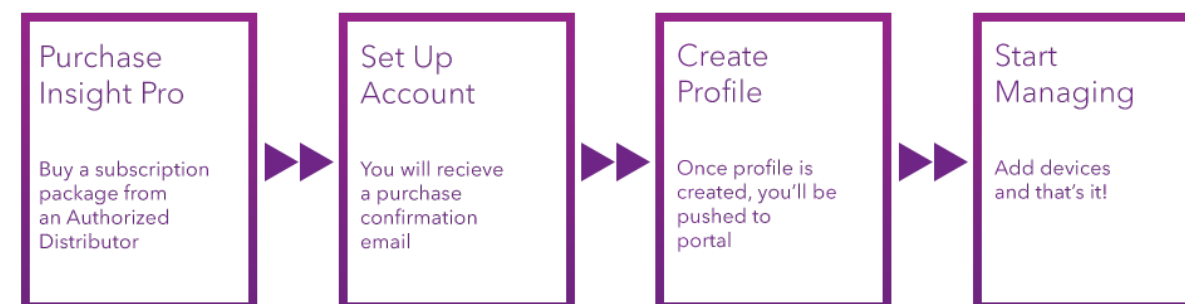 Purchase
Insight Pro
Buy a subscription
package from
an Authorized
Distributor
Set Up
Account
You will recieve
a purchase
confirmation
email
Create
Profile
Once profile is
created, you'll be
pushed to
portal
Start
Managing
Add devices
and that's it!